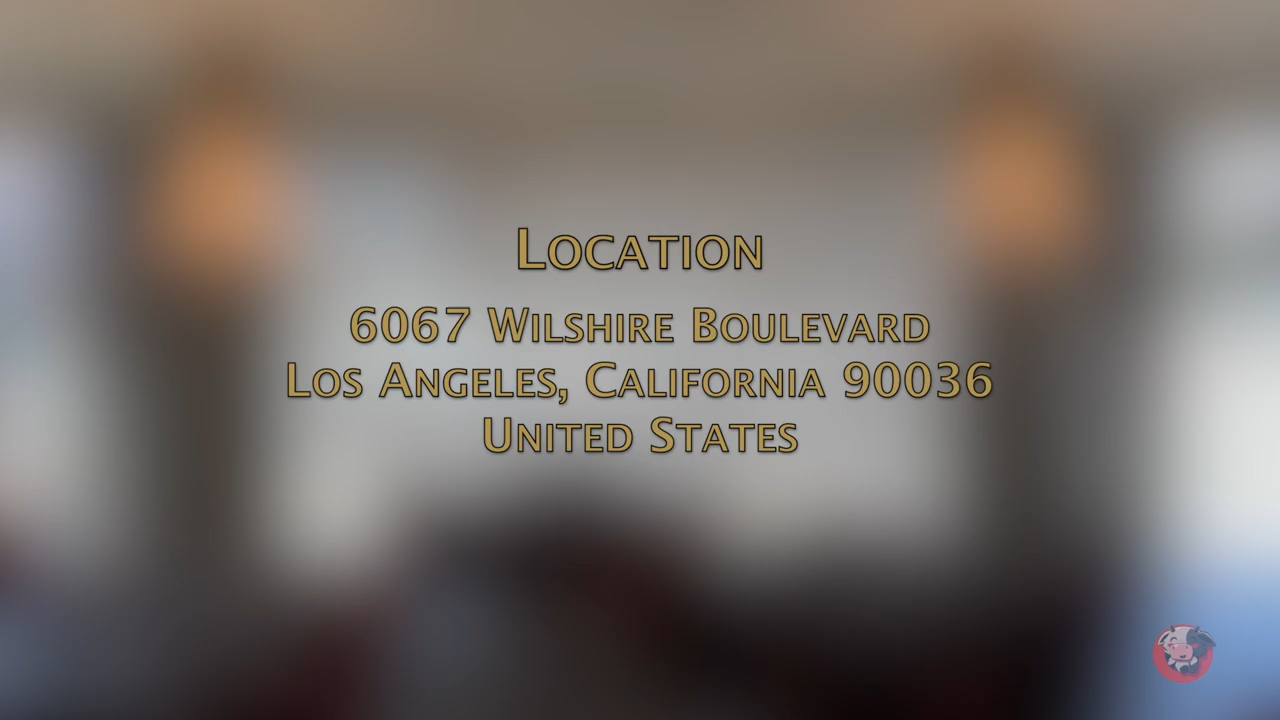 Location
6067 Wilshire Boulevard
Los Angeles, California 90036
United States